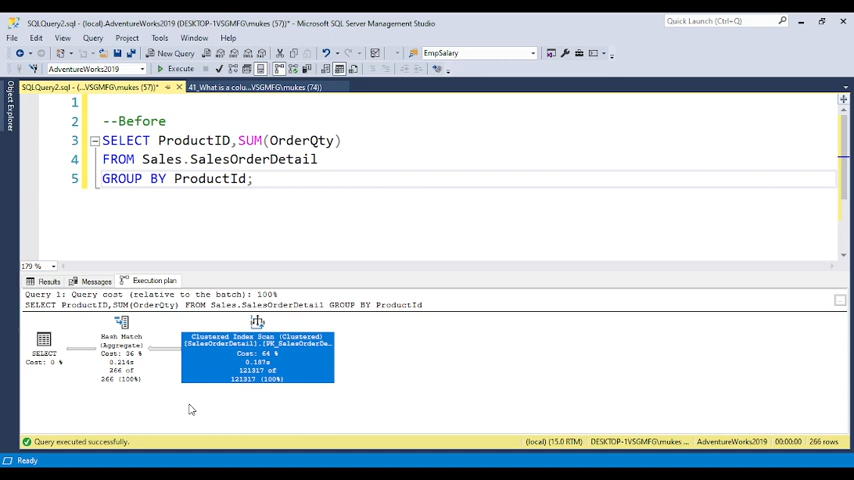 SQLQuery2.sql - (local).AdventureWorks2019 (DESKTOP-1VSGMFG\mukes (57))* - Microsoft SQL Server Management Studio
Quick Launch (Ctrl+Q)
File Edit View Query Project Tools Window Help
New Query
EmpSalary
AdventureWorks2019
Execute
Object Explorer
SQLQuery2.sql - (...VSGMFG\mukes (57))*
41_What is a colu...VSGMFG\mukes (74))
1
2 --Before
3 SELECT ProductID,SUM(OrderQty)
4 FROM Sales.SalesOrderDetail
5 GROUP BY ProductId;
179 %
Results Messages Execution plan
Query 1: Query cost (relative to the batch): 100%
SELECT ProductID,SUM(OrderQty) FROM Sales.SalesOrderDetail GROUP BY ProductId
SELECT
Cost: 0 %
Hash Match
(Aggregate)
Cost: 36 %
0.214s
266 of
266 (100%)
Clustered Index Scan (Clustered)
[SalesOrderDetail].[PK_SalesOrderDe...
Cost: 64 %
0.187s
121317 of
121317 (100%)
Query executed successfully.
(local) (15.0 RTM) DESKTOP-1VSGMFG\mukes ... AdventureWorks2019 00:00:00 266 rows
Ready